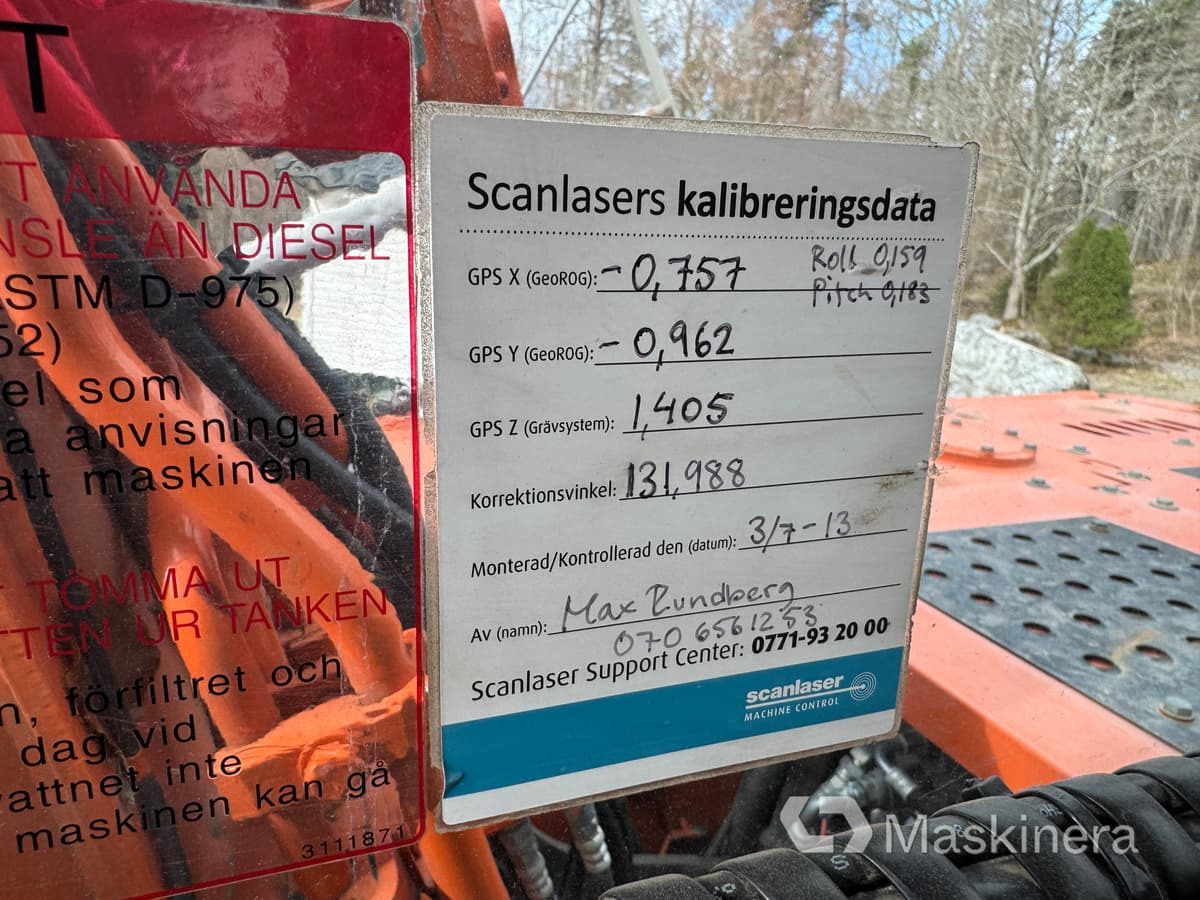 T
T ANVÄNDA
NSLE ÄN DIESEL
STM D-975)
52)
el som
a anvisningar
att maskinen
TÖMMA UT
TTEN UR TANKEN
n, förfiltret och
dag vid
vattnet inte
maskinen kan gå
3111871
Scanlasers kalibreringsdata
GPS X (GeoROG): -0,757 Roll 0,159
Pitch 0,183
GPS Y (GeoROG): -0,962
GPS Z (Grävsystem): 1,405
Korrektionsvinkel: 131,988
Monterad/Kontrollerad den (datum): 3/7-13
Av (namn): Max Rundberg
070 6561253
Scanlaser Support Center: 0771-93 20 00
scanlaser
MACHINE CONTROL
Maskinera